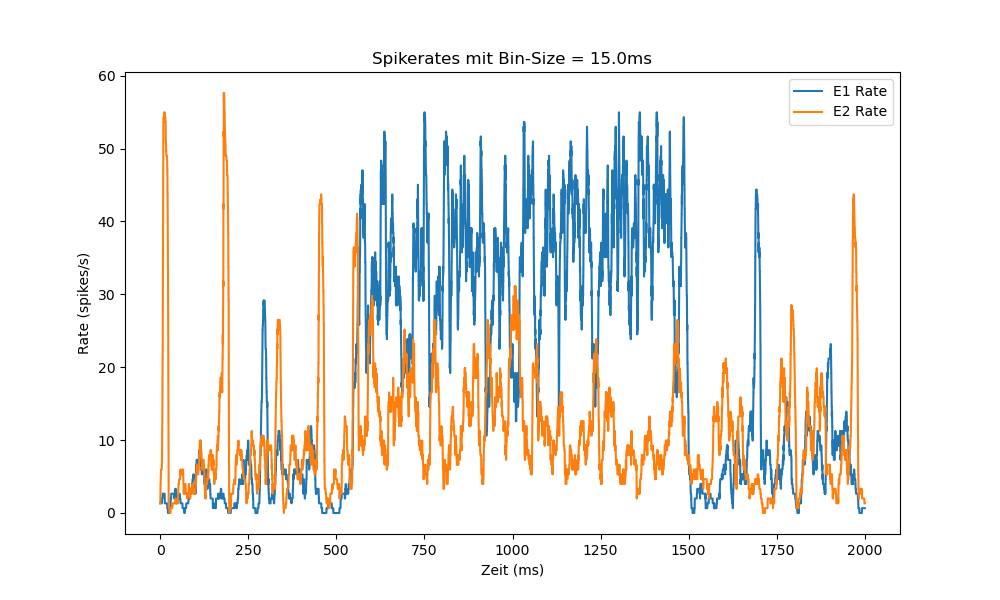 Spikerates mit Bin-Size = 15.0ms
E1 Rate
E2 Rate
Rate (spikes/s)
60
50
40
30
20
10
0
0 250 500 750 1000 1250 1500 1750 2000
Zeit (ms)